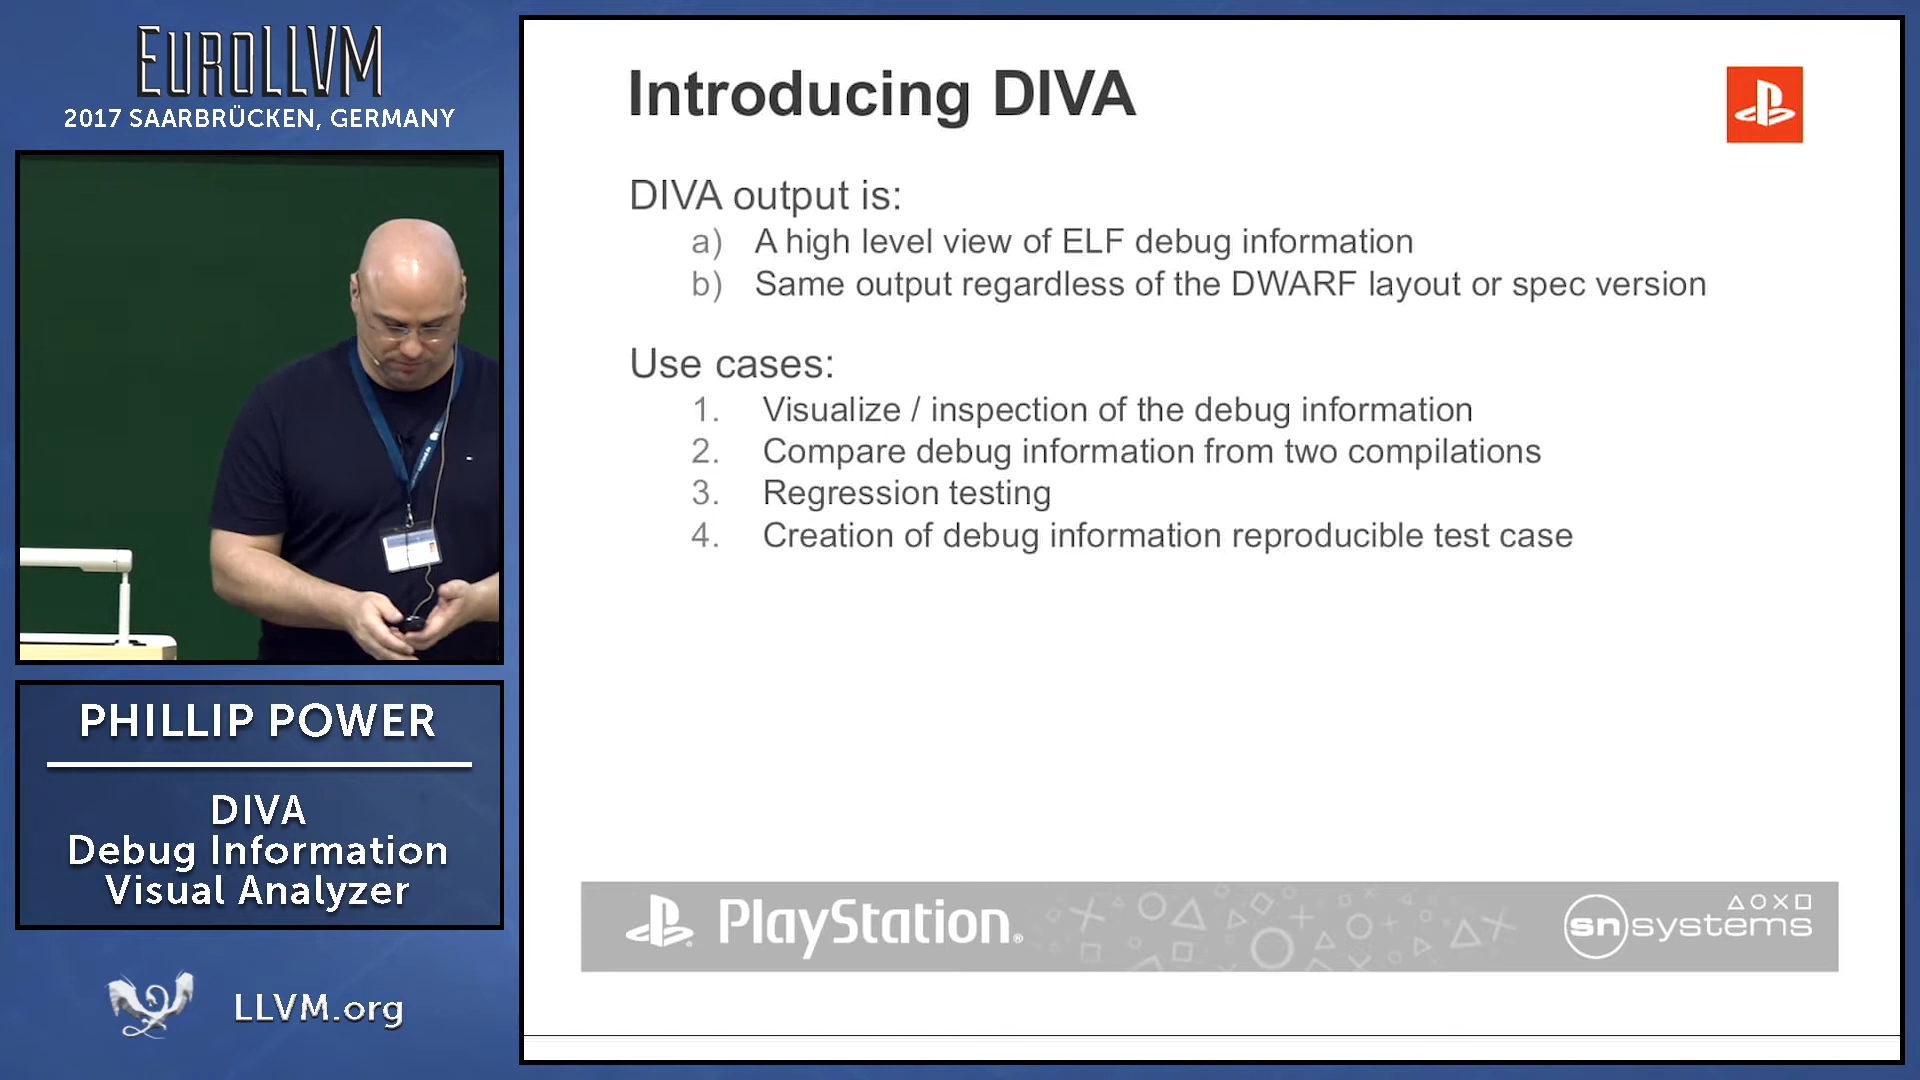 EUROLLVM
2017 SAARBRÜCKEN, GERMANY
PHILLIP POWER
DIVA
Debug Information
Visual Analyzer
LLVM.org
Introducing DIVA
DIVA output is:
a) A high level view of ELF debug information
b) Same output regardless of the DWARF layout or spec version
Use cases:
1. Visualize / inspection of the debug information
2. Compare debug information from two compilations
3. Regression testing
4. Creation of debug information reproducible test case
PlayStation®
sn systems